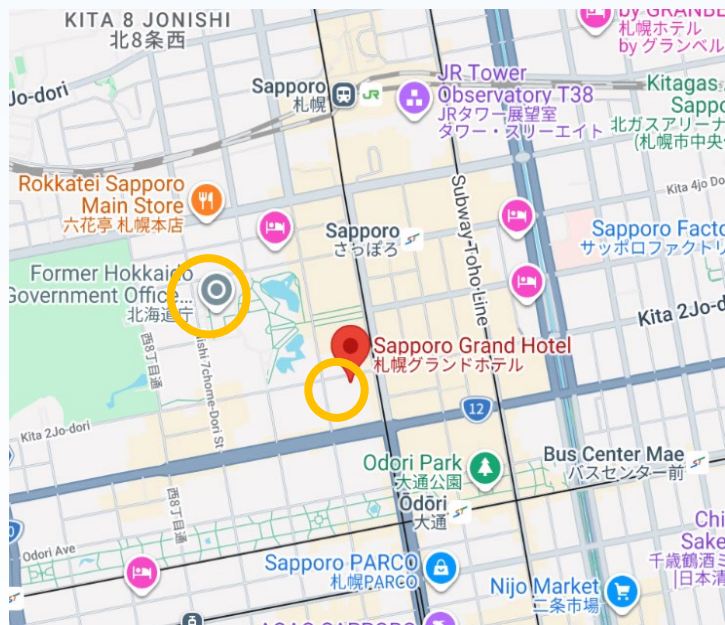 KITA 8 JONISHI
北8条西
by GRANBE
札幌ホテル
by グランベル
Jo-dori
Sapporo
札幌
JR
JR Tower
Observatory T38
JRタワー展望室
タワー・スリーエイト
Kitagas
Sappo
北ガスアリーナ
(札幌市中央
Rokkatei Sapporo
Main Store
六花亭 札幌本店
Kita 4jo D
Subway-Toho-Line
Sapporo
さっぽろ
ST
Sapporo Facto
サッポロファクトリ
Former Hokkaido
Government Office...
北海道庁
西8丁目通
ishi 7chome-Dori St
Kita 2Jo-d
Sapporo Grand Hotel
札幌グランドホテル
12
Kita 2Jo-dori
Odori Park
大通公園
Bus Center Mae
バスセンター前
ST
Ōdōri
大通
ST
西8丁目通
Odori Ave
Chi
Sake
千歳鶴酒ミ
[日本清
Sapporo PARCO
札幌PARCO
Nijo Market
二条市場
ST